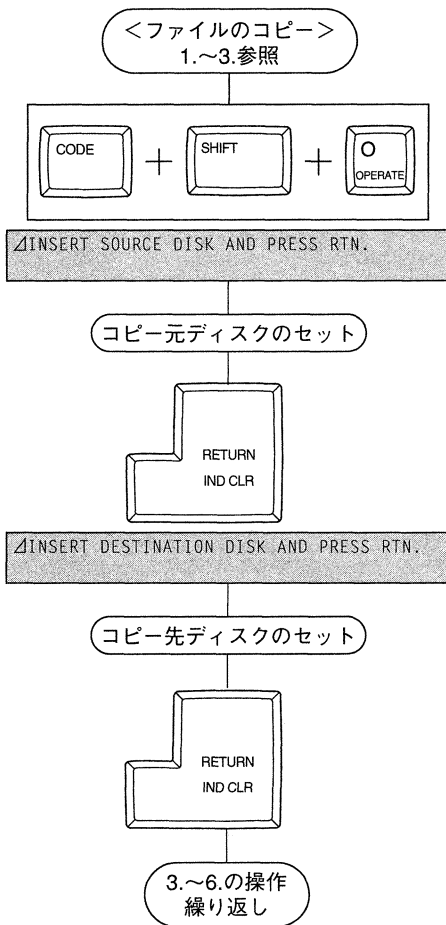 <ファイルのコピー>
1.～3.参照
CODE + SHIFT + O
OPERATE
⊿INSERT SOURCE DISK AND PRESS RTN.
コピー元ディスクのセット
RETURN
IND CLR
⊿INSERT DESTINATION DISK AND PRESS RTN.
コピー先ディスクのセット
RETURN
IND CLR
3.～6.の操作
繰り返し